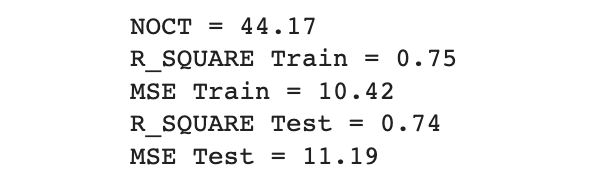 NOCT = 44.17
R_SQUARE Train = 0.75
MSE Train = 10.42
R_SQUARE Test = 0.74
MSE Test = 11.19